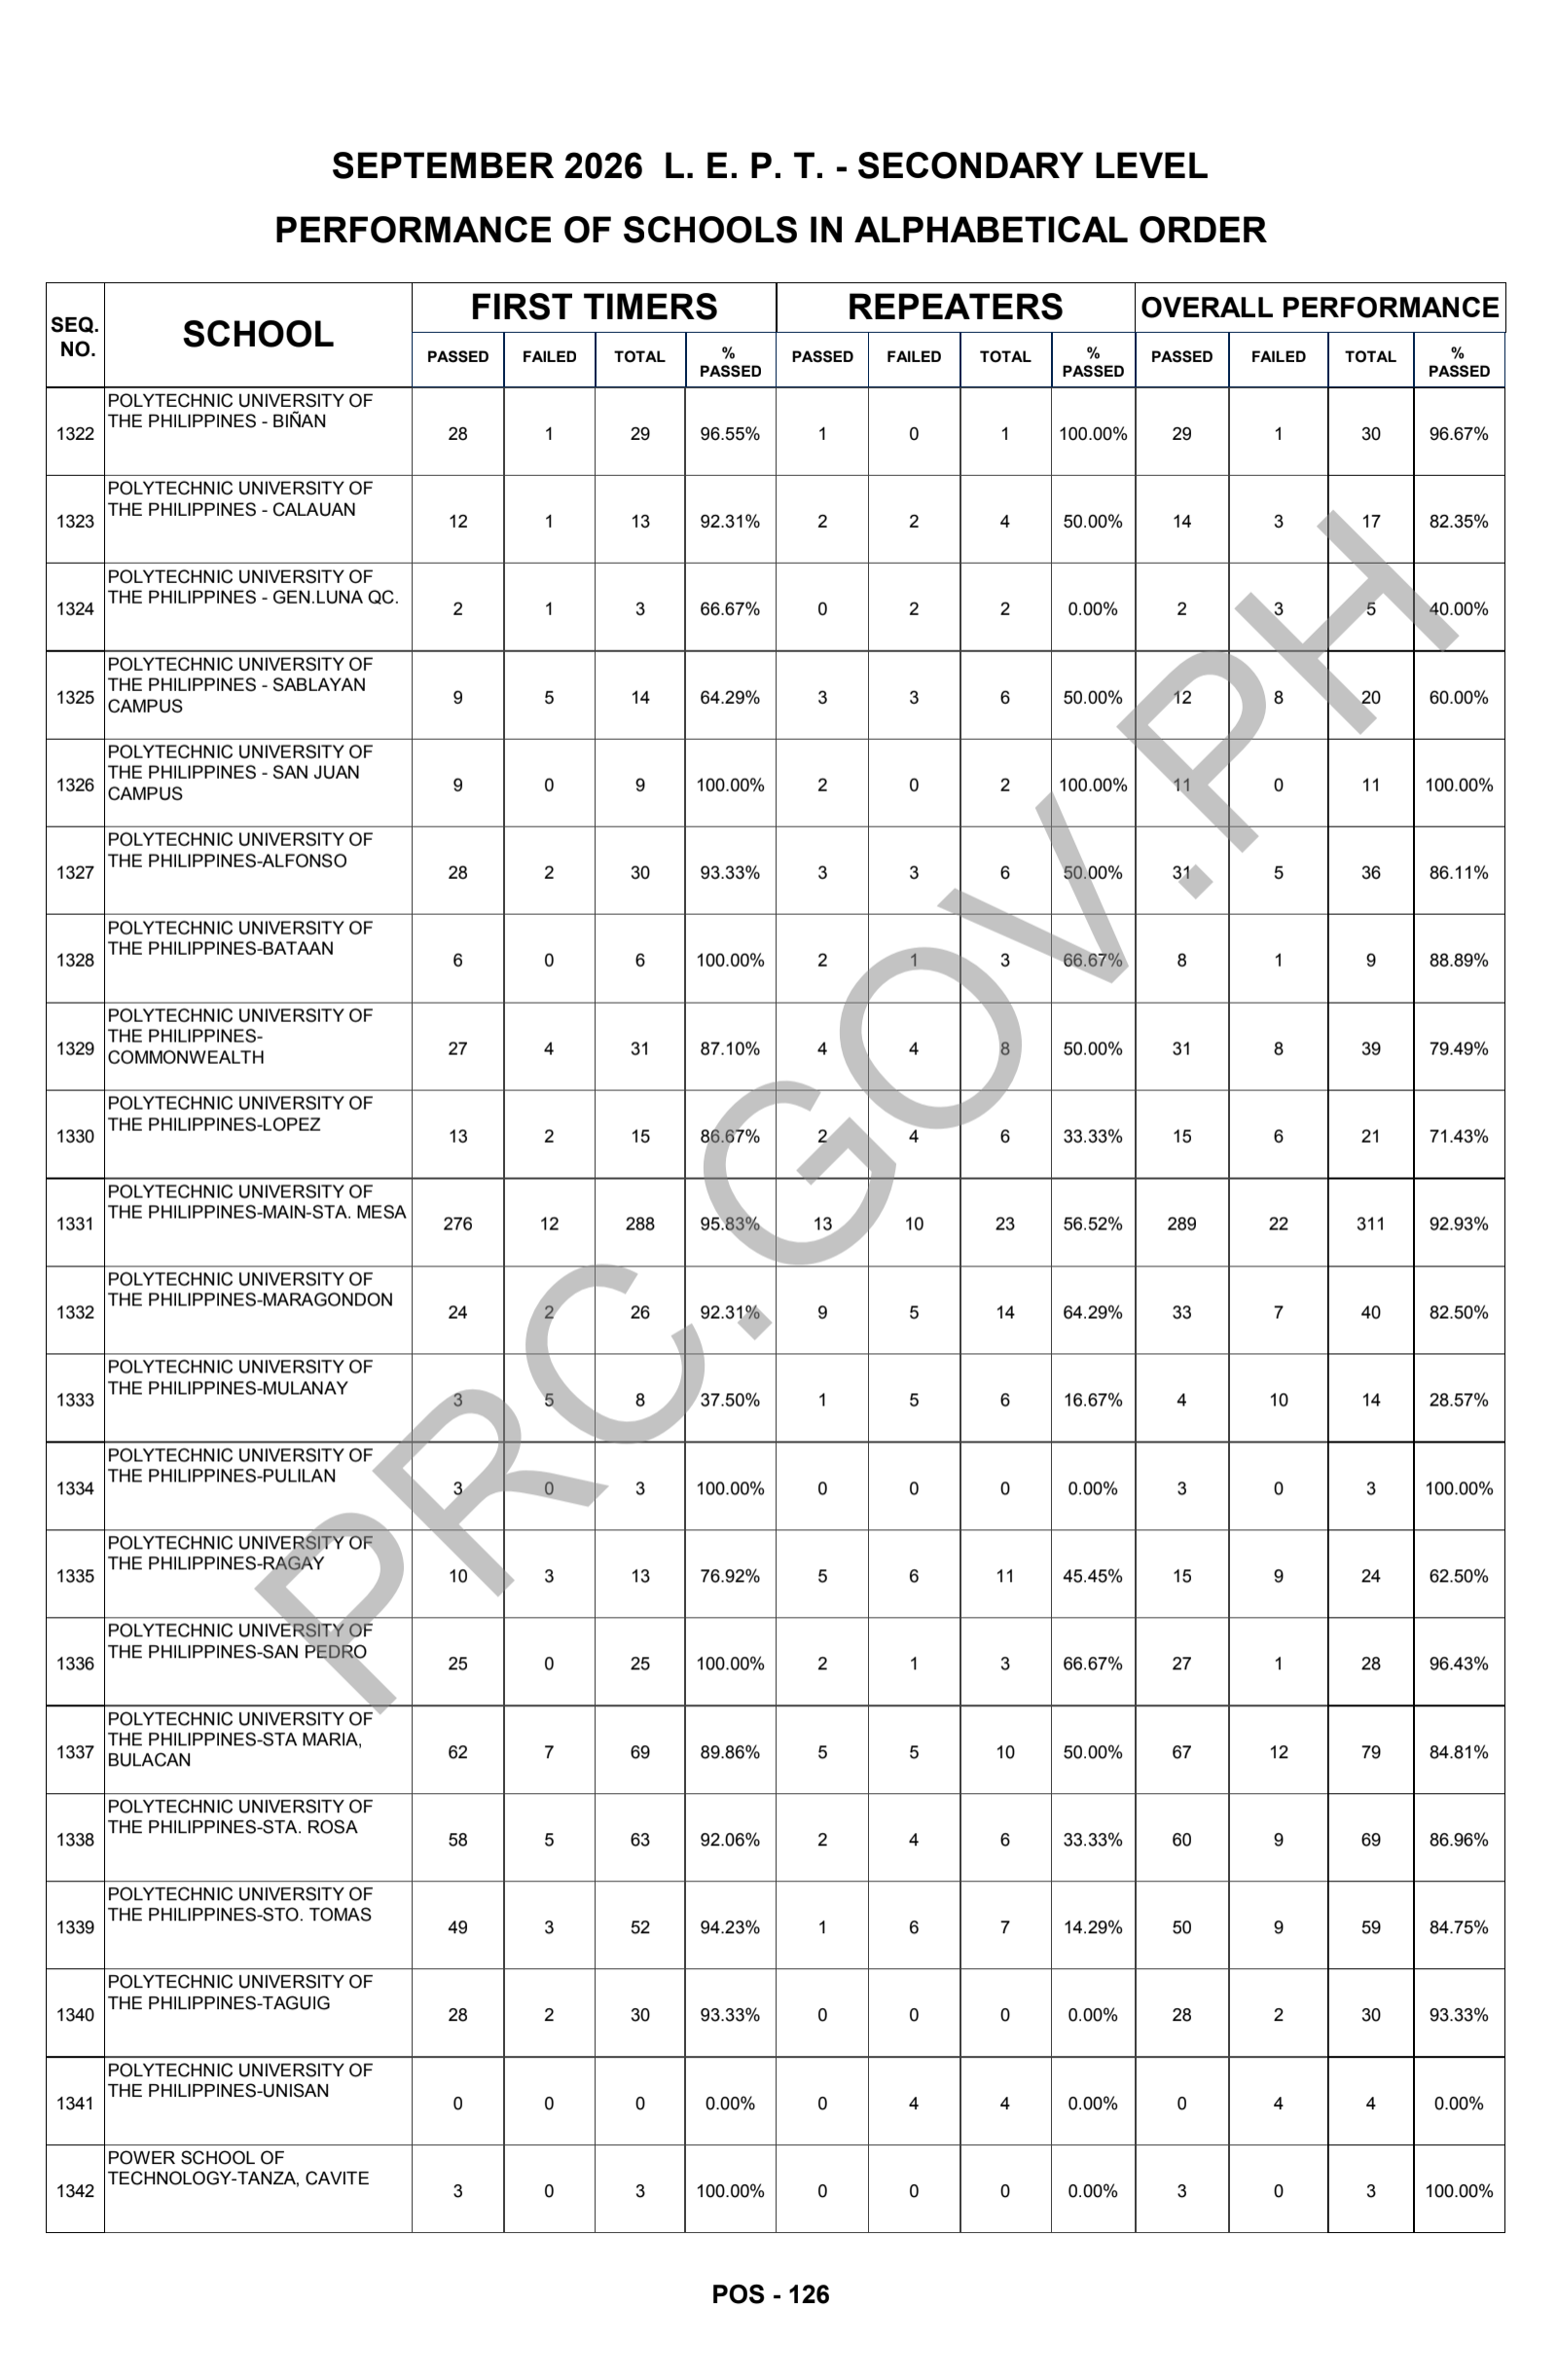 SEPTEMBER 2026 L. E. P. T. - SECONDARY LEVEL
PERFORMANCE OF SCHOOLS IN ALPHABETICAL ORDER
SEQ. NO. SCHOOL FIRST TIMERS REPEATERS OVERALL PERFORMANCE
PASSED FAILED TOTAL % PASSED PASSED FAILED TOTAL % PASSED PASSED FAILED TOTAL % PASSED
POLYTECHNIC UNIVERSITY OF
THE PHILIPPINES - BIÑAN
1322 28 1 29 96.55% 1 0 1 100.00% 29 1 30 96.67%
POLYTECHNIC UNIVERSITY OF
THE PHILIPPINES - CALAUAN
1323 12 1 13 92.31% 2 2 4 50.00% 14 3 17 82.35%
POLYTECHNIC UNIVERSITY OF
THE PHILIPPINES - GEN.LUNA QC.
1324 2 1 3 66.67% 0 2 2 0.00% 2 3 5 40.00%
POLYTECHNIC UNIVERSITY OF
THE PHILIPPINES - SABLAYAN
CAMPUS
1325 9 5 14 64.29% 3 3 6 50.00% 12 8 20 60.00%
POLYTECHNIC UNIVERSITY OF
THE PHILIPPINES - SAN JUAN
CAMPUS
1326 9 0 9 100.00% 2 0 2 100.00% 11 0 11 100.00%
POLYTECHNIC UNIVERSITY OF
THE PHILIPPINES-ALFONSO
1327 28 2 30 93.33% 3 3 6 50.00% 31 5 36 86.11%
POLYTECHNIC UNIVERSITY OF
THE PHILIPPINES-BATAAN
1328 6 0 6 100.00% 2 1 3 66.67% 8 1 9 88.89%
POLYTECHNIC UNIVERSITY OF
THE PHILIPPINES-
COMMONWEALTH
1329 27 4 31 87.10% 4 4 8 50.00% 31 8 39 79.49%
POLYTECHNIC UNIVERSITY OF
THE PHILIPPINES-LOPEZ
1330 13 2 15 86.67% 2 4 6 33.33% 15 6 21 71.43%
POLYTECHNIC UNIVERSITY OF
THE PHILIPPINES-MAIN-STA. MESA
1331 276 12 288 95.83% 13 10 23 56.52% 289 22 311 92.93%
POLYTECHNIC UNIVERSITY OF
THE PHILIPPINES-MARAGONDON
1332 24 2 26 92.31% 9 5 14 64.29% 33 7 40 82.50%
POLYTECHNIC UNIVERSITY OF
THE PHILIPPINES-MULANAY
1333 3 5 8 37.50% 1 5 6 16.67% 4 10 14 28.57%
POLYTECHNIC UNIVERSITY OF
THE PHILIPPINES-PULILAN
1334 3 0 3 100.00% 0 0 0 0.00% 3 0 3 100.00%
POLYTECHNIC UNIVERSITY OF
THE PHILIPPINES-RAGAY
1335 10 3 13 76.92% 5 6 11 45.45% 15 9 24 62.50%
POLYTECHNIC UNIVERSITY OF
THE PHILIPPINES-SAN PEDRO
1336 25 0 25 100.00% 2 1 3 66.67% 27 1 28 96.43%
POLYTECHNIC UNIVERSITY OF
THE PHILIPPINES-STA MARIA,
BULACAN
1337 62 7 69 89.86% 5 5 10 50.00% 67 12 79 84.81%
POLYTECHNIC UNIVERSITY OF
THE PHILIPPINES-STA. ROSA
1338 58 5 63 92.06% 2 4 6 33.33% 60 9 69 86.96%
POLYTECHNIC UNIVERSITY OF
THE PHILIPPINES-STO. TOMAS
1339 49 3 52 94.23% 1 6 7 14.29% 50 9 59 84.75%
POLYTECHNIC UNIVERSITY OF
THE PHILIPPINES-TAGUIG
1340 28 2 30 93.33% 0 0 0 0.00% 28 2 30 93.33%
POLYTECHNIC UNIVERSITY OF
THE PHILIPPINES-UNISAN
1341 0 0 0 0.00% 0 4 4 0.00% 0 4 4 0.00%
POWER SCHOOL OF
TECHNOLOGY-TANZA, CAVITE
1342 3 0 3 100.00% 0 0 0 0.00% 3 0 3 100.00%
PRC.GOV.PH
POS - 126